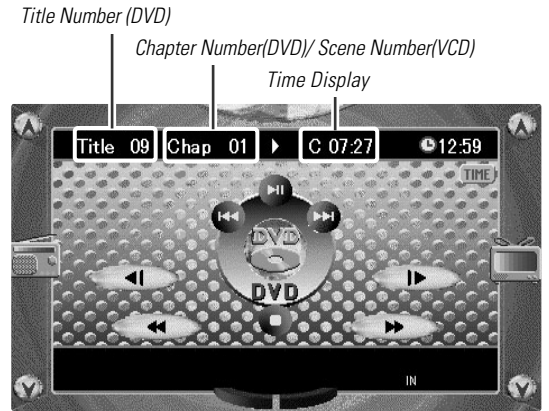 Title Number (DVD)
Chapter Number(DVD)/ Scene Number(VCD)
Time Display
Title 09 Chap 01 C 07:27 12:59
TIME
DVD
DVD
IN